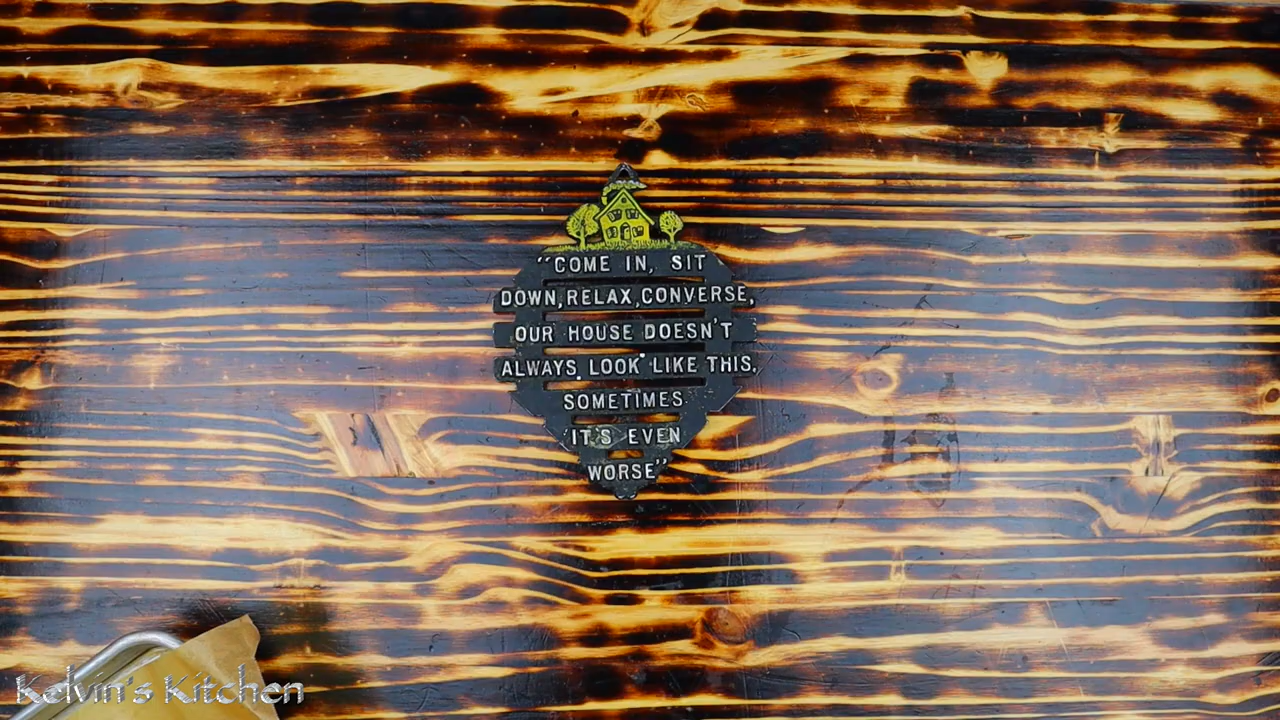 "COME IN, SIT
DOWN, RELAX, CONVERSE,
OUR HOUSE DOESN'T
ALWAYS LOOK LIKE THIS.
SOMETIMES
IT'S EVEN
WORSE"
Kelvin's Kitchen